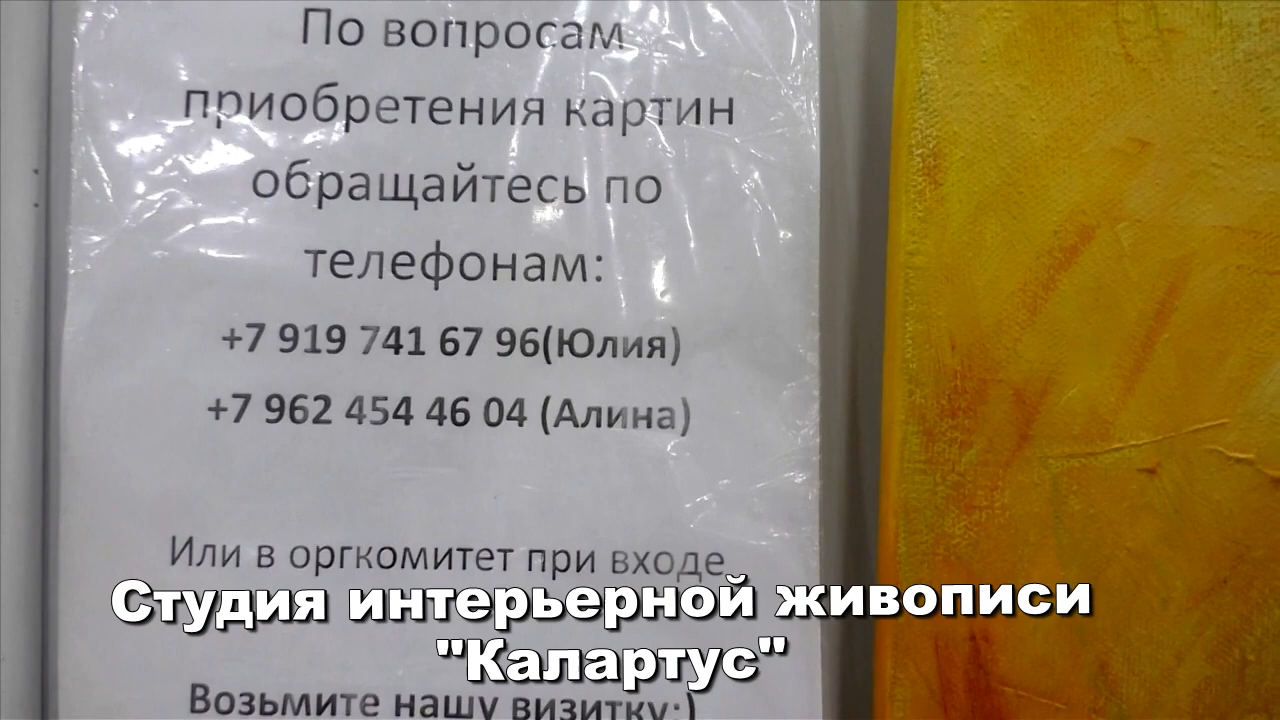 По вопросам
приобретения картин
обращайтесь по
телефонам:
+7 919 741 67 96(Юлия)
+7 962 454 46 04 (Алина)
Или в оргкомитет при входе
Студия интерьерной живописи
"Калартус"
Возьмите нашу визитку:)